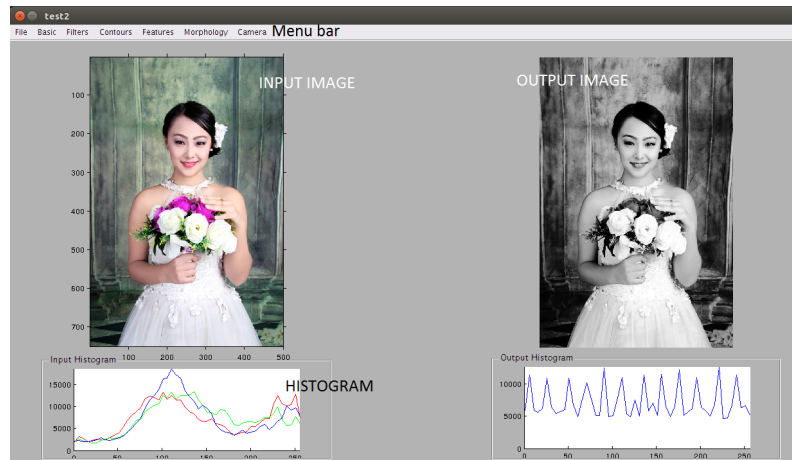 test2
File Basic Filters Contours Features Morphology Camera Menu bar
INPUT IMAGE
OUTPUT IMAGE
100
200
300
400
500
600
700
100 200 300 400 500
Input Histogram
HISTOGRAM
15000
10000
5000
0
0 50 100 150 200 250
Output Histogram
10000
5000
0
0 50 100 150 200 250